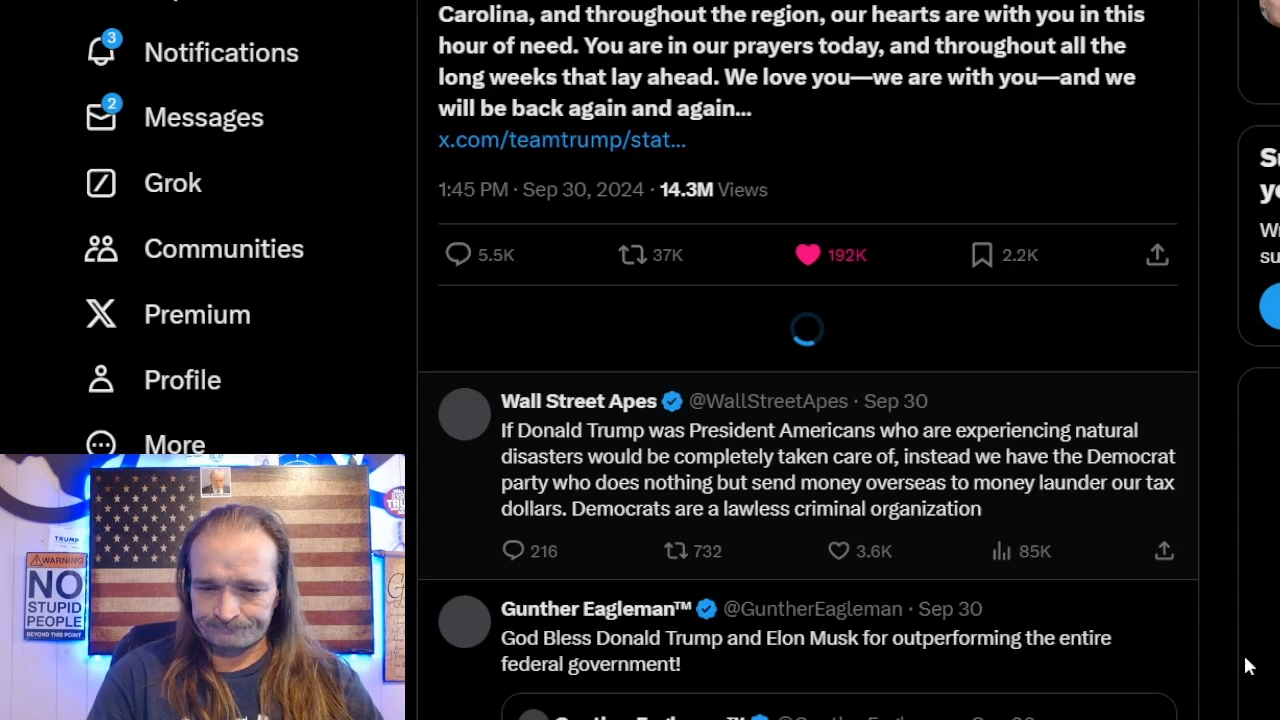 Notifications
3
Messages
2
Grok
Communities
Premium
Profile
More
Carolina, and throughout the region, our hearts are with you in this
hour of need. You are in our prayers today, and throughout all the
long weeks that lay ahead. We love you—we are with you—and we
will be back again and again...
x.com/teamtrump/stat...
1:45 PM · Sep 30, 2024 · 14.3M Views
5.5K 37K 192K 2.2K
Wall Street Apes @WallStreetApes · Sep 30
If Donald Trump was President Americans who are experiencing natural
disasters would be completely taken care of, instead we have the Democrat
party who does nothing but send money overseas to money launder our tax
dollars. Democrats are a lawless criminal organization
216 732 3.6K 85K
Gunther Eagleman™ @GuntherEagleman · Sep 30
God Bless Donald Trump and Elon Musk for outperforming the entire
federal government!
TRUMP
WARNING
NO
STUPID
PEOPLE
BEYOND THIS POINT